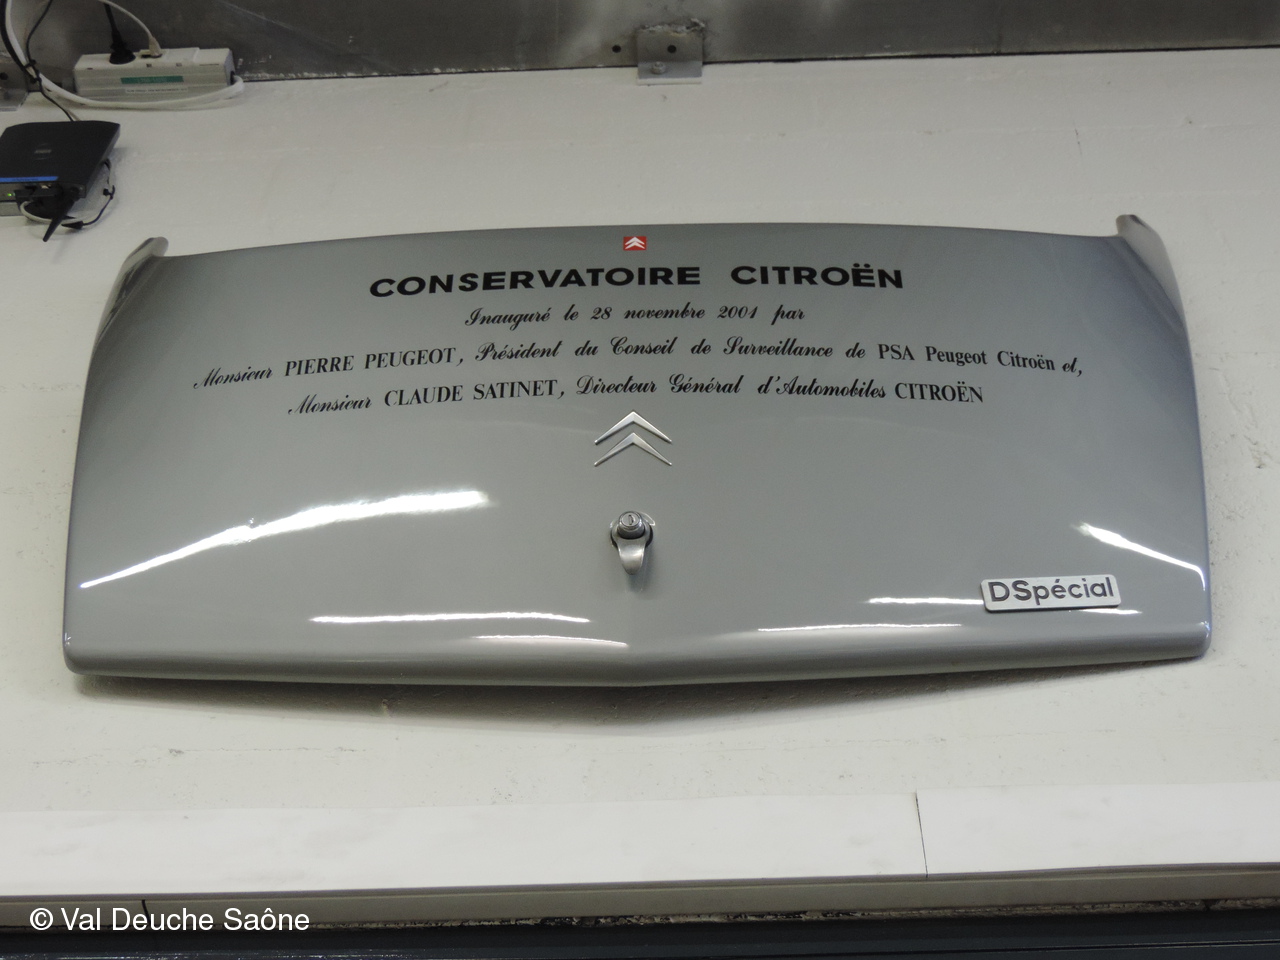 CONSERVATOIRE CITROËN
Inauguré le 28 novembre 2001 par
Monsieur PIERRE PEUGEOT, Président du Conseil de Surveillance de PSA Peugeot Citroën et,
Monsieur CLAUDE SATINET, Directeur Général d'Automobiles CITROËN
DSpécial
© Val Deuche Saône